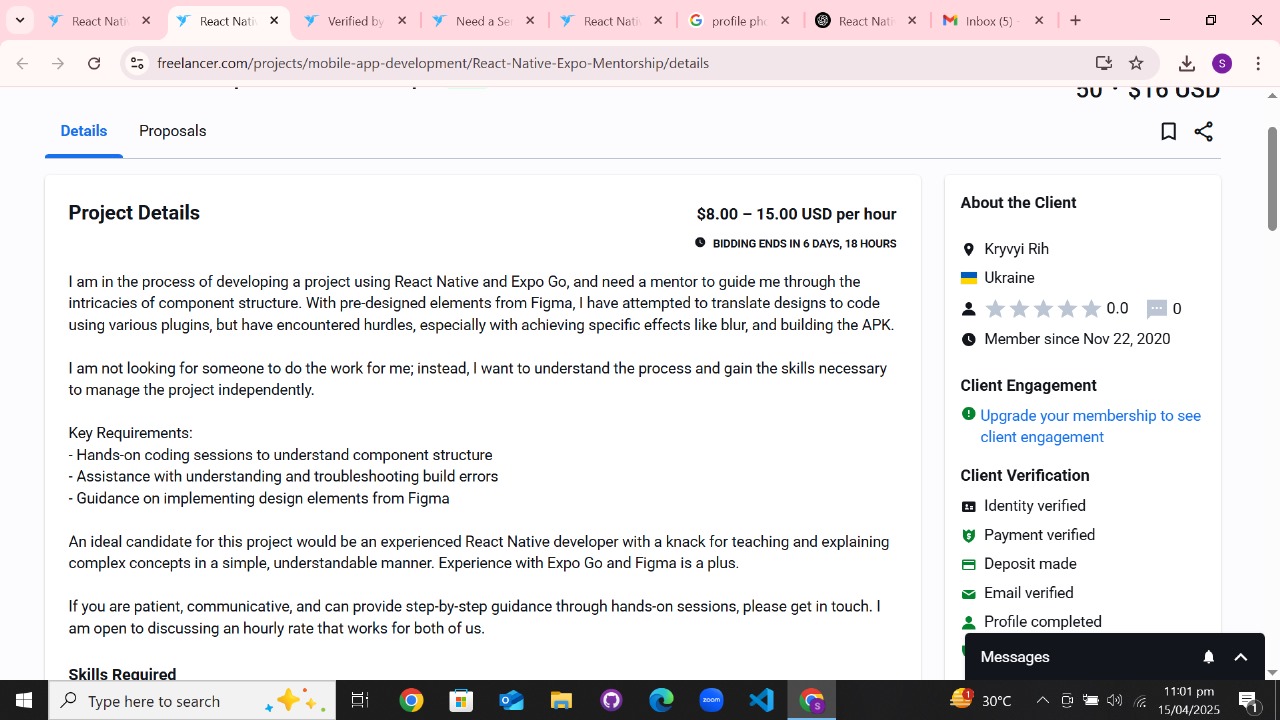 React Nati
React Nati
Verified by
Need a Ser
React Nati
profile pho
React Nati
Inbox (5)
freelancer.com/projects/mobile-app-development/React-Native-Expo-Mentorship/details
S
50 $16 USD
Details
Proposals
Project Details
$8.00 – 15.00 USD per hour
BIDDING ENDS IN 6 DAYS, 18 HOURS
I am in the process of developing a project using React Native and Expo Go, and need a mentor to guide me through the
intricacies of component structure. With pre-designed elements from Figma, I have attempted to translate designs to code
using various plugins, but have encountered hurdles, especially with achieving specific effects like blur, and building the APK.
I am not looking for someone to do the work for me; instead, I want to understand the process and gain the skills necessary
to manage the project independently.
Key Requirements:
- Hands-on coding sessions to understand component structure
- Assistance with understanding and troubleshooting build errors
- Guidance on implementing design elements from Figma
An ideal candidate for this project would be an experienced React Native developer with a knack for teaching and explaining
complex concepts in a simple, understandable manner. Experience with Expo Go and Figma is a plus.
If you are patient, communicative, and can provide step-by-step guidance through hands-on sessions, please get in touch. I
am open to discussing an hourly rate that works for both of us.
Skills Required
About the Client
Kryvyi Rih
Ukraine
0.0 0
Member since Nov 22, 2020
Client Engagement
Upgrade your membership to see
client engagement
Client Verification
Identity verified
Payment verified
Deposit made
Email verified
Profile completed
Messages
Type here to search
zoom
S
1
30°C
11:01 pm
15/04/2025
1